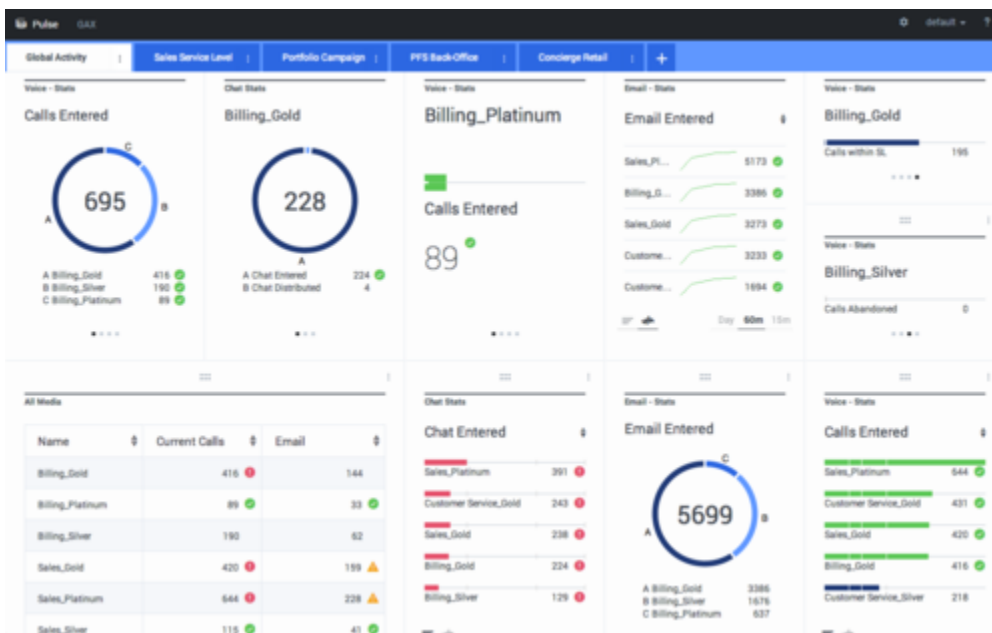 Pulse GAX default ?
Global Activity Sales Service Level Portfolio Campaign PFS Back-Office Concierge Retail +
Voice - Stats
Calls Entered
C
695
A
B
A Billing_Gold 416
B Billing_Silver 190
C Billing_Platinum 89
Chat Stats
Billing_Gold
228
A
A Chat Entered 224
B Chat Distributed 4
Voice - Stats
Billing_Platinum
Calls Entered
89
Email - Stats
Email Entered
Sales_Pl... 5173
Billing_G... 3386
Sales_Gold 3273
Custome... 3233
Custome... 1694
Day 60m 15m
Voice - Stats
Billing_Gold
Calls within SL 195
Voice - Stats
Billing_Silver
Calls Abandoned 0
All Media
Name Current Calls Email
Billing_Gold 416 144
Billing_Platinum 89 33
Billing_Silver 190 62
Sales_Gold 420 159
Sales_Platinum 644 228
Sales_Silver 115 41
Chat Stats
Chat Entered
Sales_Platinum 391
Customer Service_Gold 243
Sales_Gold 238
Billing_Gold 224
Billing_Silver 129
Email - Stats
Email Entered
C
5699
A
B
A Billing_Gold 3386
B Billing_Silver 1676
C Billing_Platinum 637
Voice - Stats
Calls Entered
Sales_Platinum 644
Customer Service_Gold 431
Sales_Gold 420
Billing_Gold 416
Customer Service_Silver 218